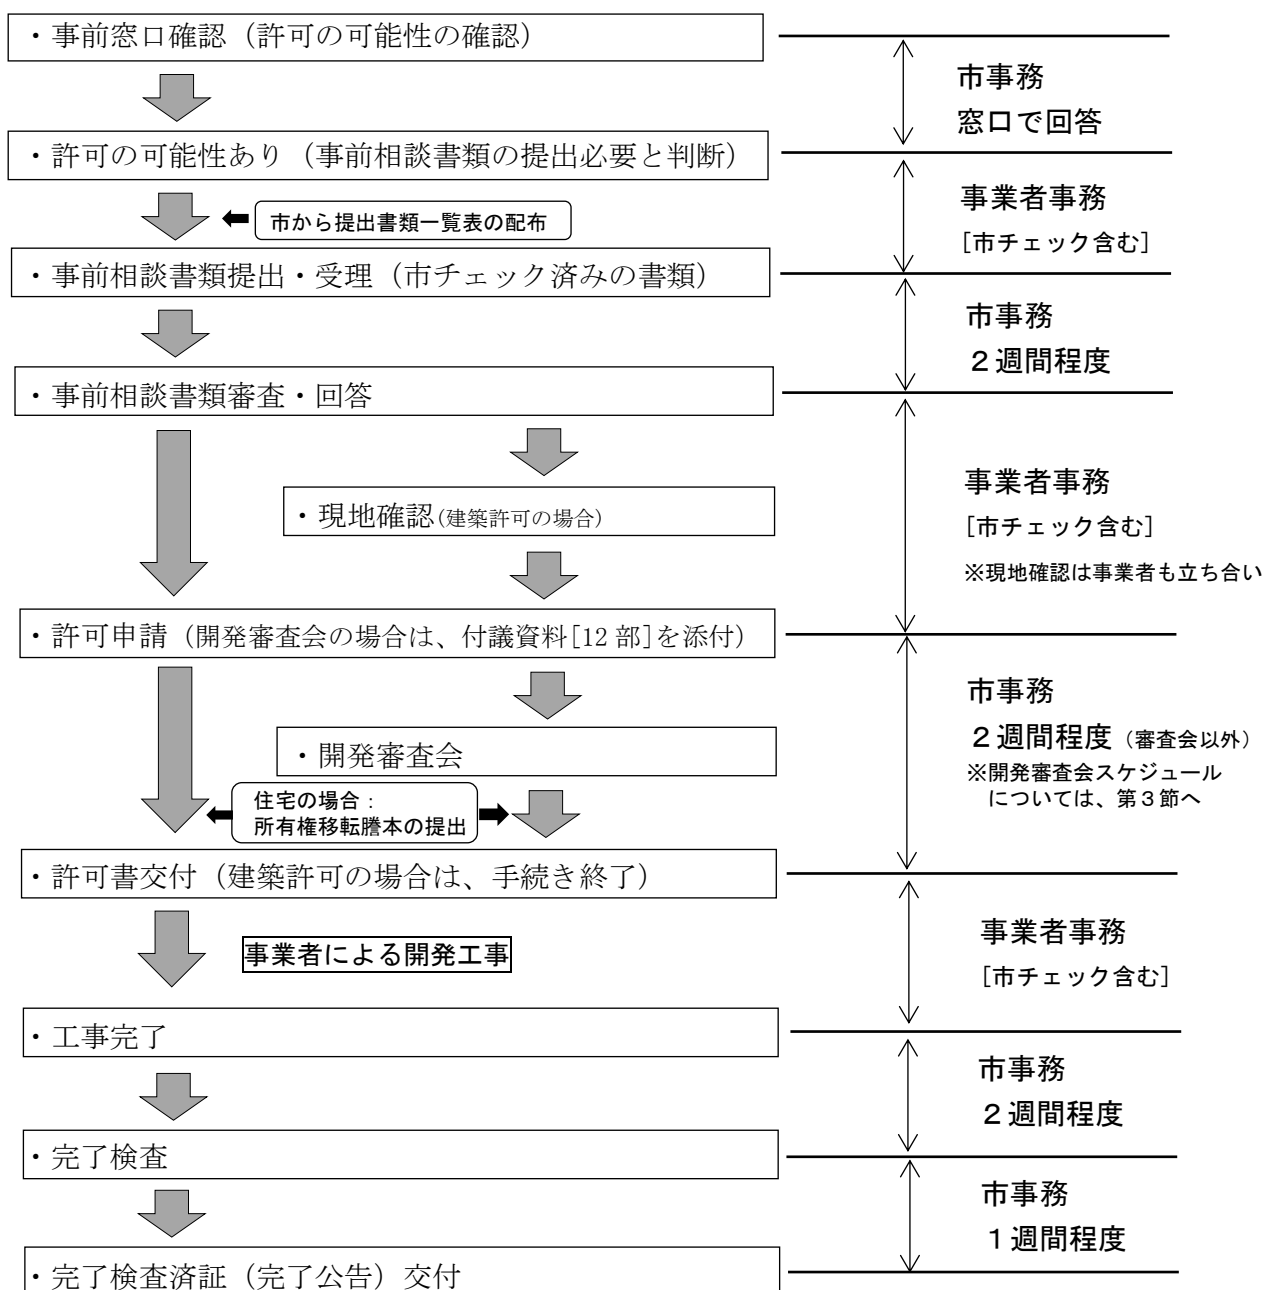 ・事前窓口確認（許可の可能性の確認）
市事務
窓口で回答
・許可の可能性あり（事前相談書類の提出必要と判断）
市から提出書類一覧表の配布
事業者事務
[市チェック含む]
・事前相談書類提出・受理（市チェック済みの書類）
市事務
２週間程度
・事前相談書類審査・回答
・現地確認(建築許可の場合)
事業者事務
[市チェック含む]
※現地確認は事業者も立ち合い
・許可申請（開発審査会の場合は、付議資料[12 部]を添付）
市事務
２週間程度（審査会以外）
※開発審査会スケジュール
については、第３節へ
・開発審査会
住宅の場合：
所有権移転謄本の提出
・許可書交付（建築許可の場合は、手続き終了）
事業者による開発工事
事業者事務
[市チェック含む]
・工事完了
市事務
２週間程度
・完了検査
市事務
１週間程度
・完了検査済証（完了公告）交付